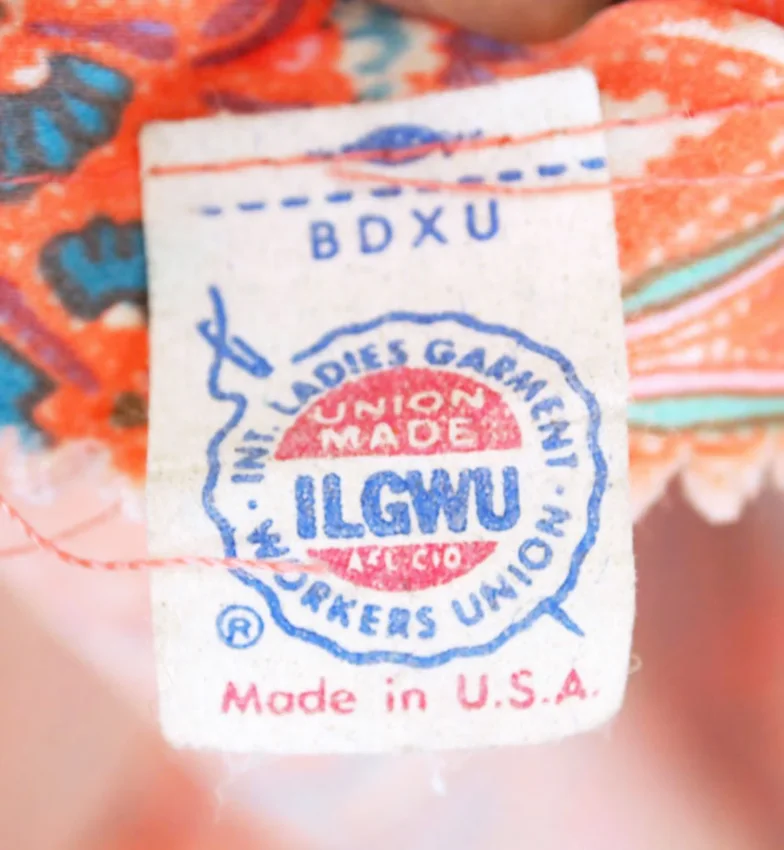 BDXU
INT. LADIES GARMENT
UNION
MADE
ILGWU
AFL CIO
WORKERS UNION
®
Made in U.S.A.